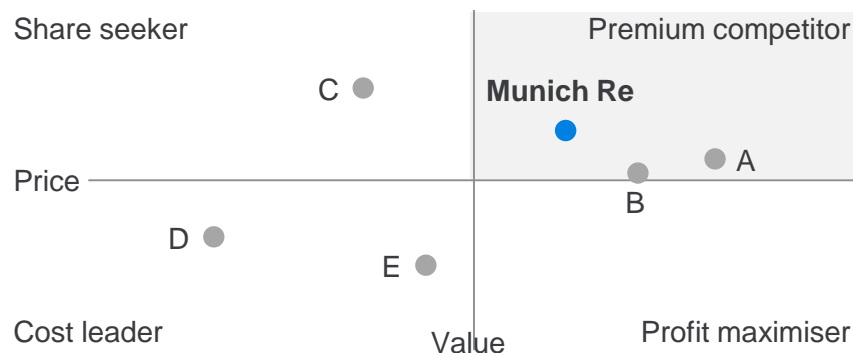 Share seeker
Premium competitor
C
Munich Re
A
Price
B
D
E
Cost leader
Value
Profit maximiser